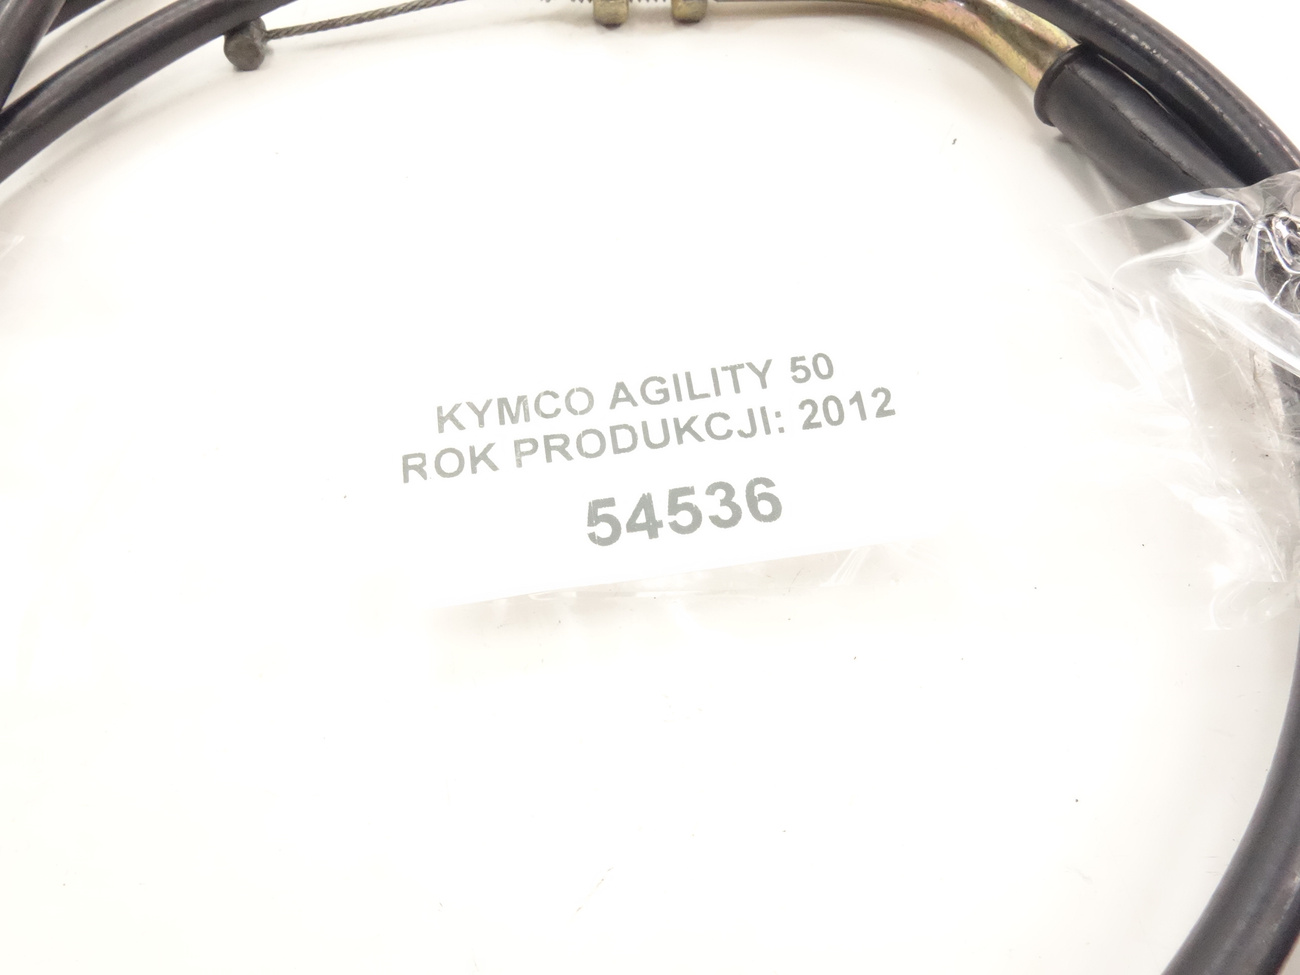 KYMCO AGILITY 50
ROK PRODUKCJI: 2012
54536